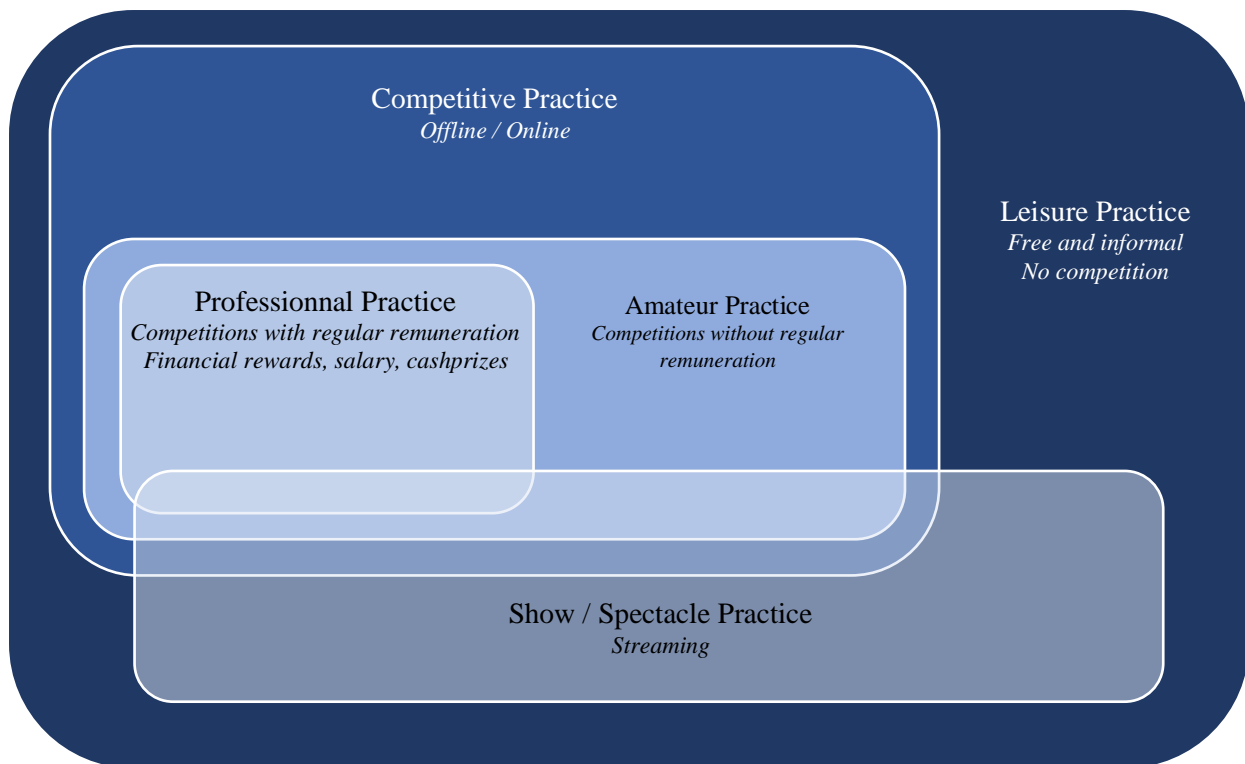 Competitive Practice
Offline / Online
Leisure Practice
Free and informal
No competition
Professionnal Practice
Competitions with regular remuneration
Financial rewards, salary, cashprizes
Amateur Practice
Competitions without regular
remuneration
Show / Spectacle Practice
Streaming